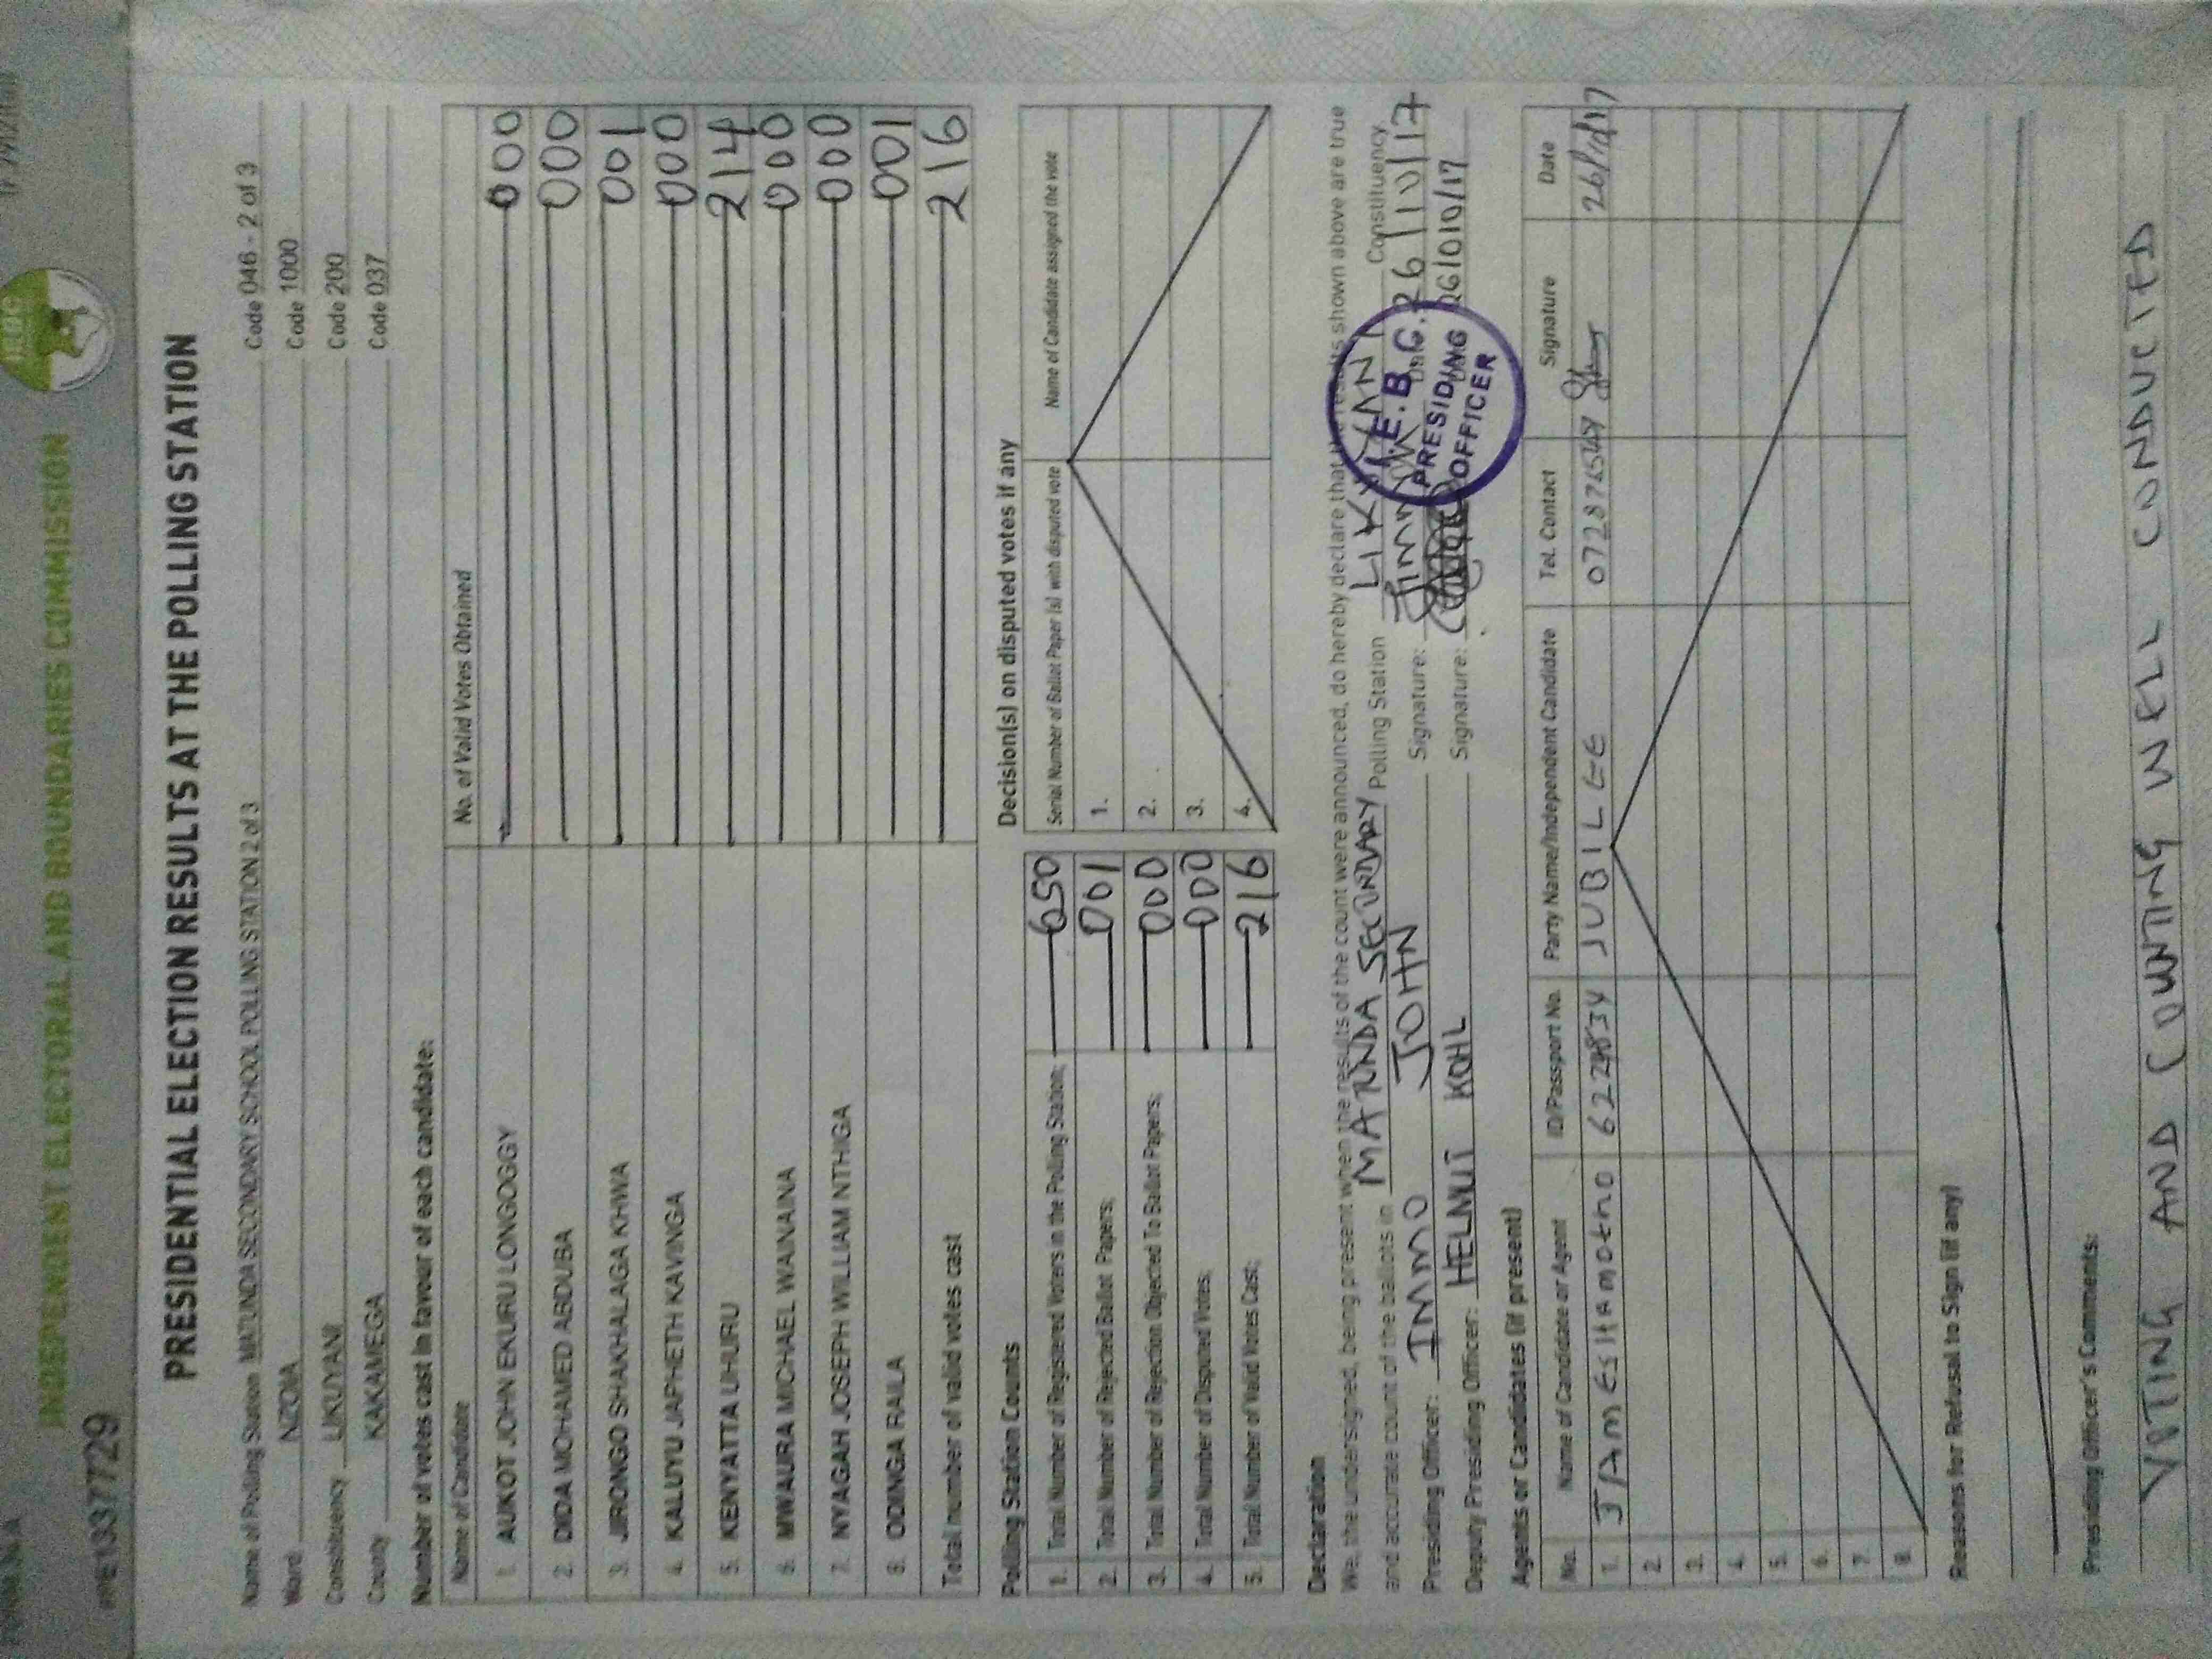 INDEPENDENT ELECTORAL AND BOUNDARIES COMMISSION
IEBC
PRESIDENTIAL ELECTION RESULTS AT THE POLLING STATION
Name of Polling Station MATUNDA SECONDARY SCHOOL POLLING STATION 2 of 3 Code 046 - 2 of 3
Ward NZOIA Code 1000
Constituency LIKUYANI Code 200
County KAKAMEGA Code 037
Number of votes cast in favour of each candidate:
Name of Candidate No. of Valid Votes Obtained
1. AUKOT JOHN EKURU LONGOGGY 000
2. DIDA MOHAMED ABDUBA 000
3. JIRONGO SHAKHALAGA KHWA 001
4. KALUYU JAPHETH KAVINGA 000
5. KENYATTA UHURU 214
6. MWAURA MICHAEL WAINAINA 000
7. NYAGAH JOSEPH WILLIAM NTHIGA 000
8. ODINGA RAILA 001
Total number of valid votes cast 216
Polling Station Counts
1. Total Number of Registered Voters in the Polling Station; 650
2. Total Number of Rejected Ballot Papers; 001
3. Total Number of Rejection Objected To Ballot Papers; 000
4. Total Number of Disputed Votes; 000
5. Total Number of Valid Votes Cast; 216
Decision(s) on disputed votes if any
Serial Number of Ballot Paper (s) with disputed vote Name of Candidate assigned the vote
1.
2.
3.
4.
Declaration
We, the undersigned, being present when the results of the count were announced, do hereby declare that the results shown above are true
and accurate count of the ballots in MATUNDA SECONDARY Polling Station LIKUYANI Constituency
Presiding Officer: IMMO JOHN Signature: 26/10/17
Deputy Presiding Officer: HELMUT KOHL Signature: 26/010/17
I.E.B.C.
PRESIDING
OFFICER
Agents or Candidates (if present)
No. Name of Candidate or Agent ID/Passport No. Party Name/Independent Candidate Tel. Contact Signature Date
1. JUBILEE 26/10/17
2.
3.
4.
5.
6.
7.
8.
Reasons for Refusal to Sign (if any)
Presiding Officer's Comments:
VOTING AND COUNTING WELL CONDUCTED